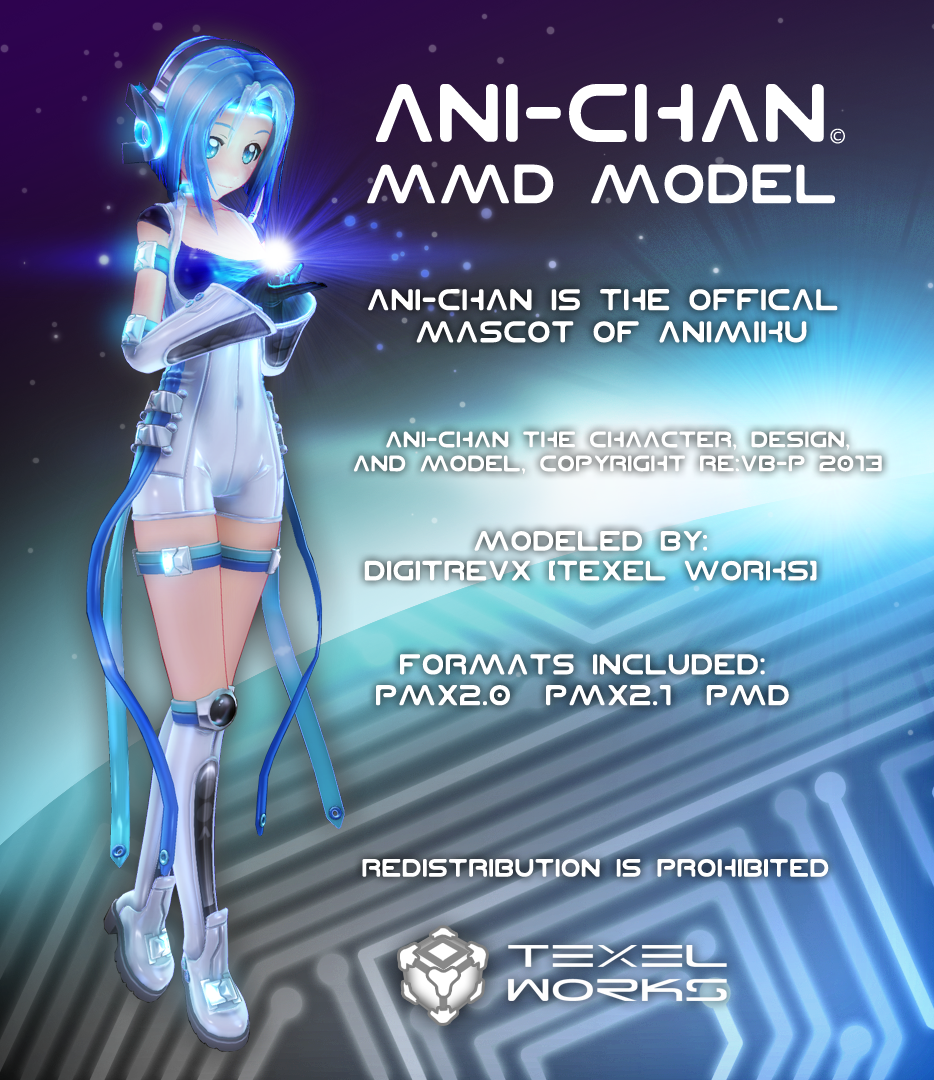 ANI-CHAN©
MMD MODEL
ANI-CHAN IS THE OFFICAL
MASCOT OF ANIMIKU
ANI-CHAN THE CHAACTER, DESIGN,
AND MODEL, COPYRIGHT RE:VB-P 2013
MODELED BY:
DIGITREVX [TEXEL WORKS]
FORMATS INCLUDED:
PMX2.0 PMX2.1 PMD
REDISTRIBUTION IS PROHIBITED
TEXEL
WORKS